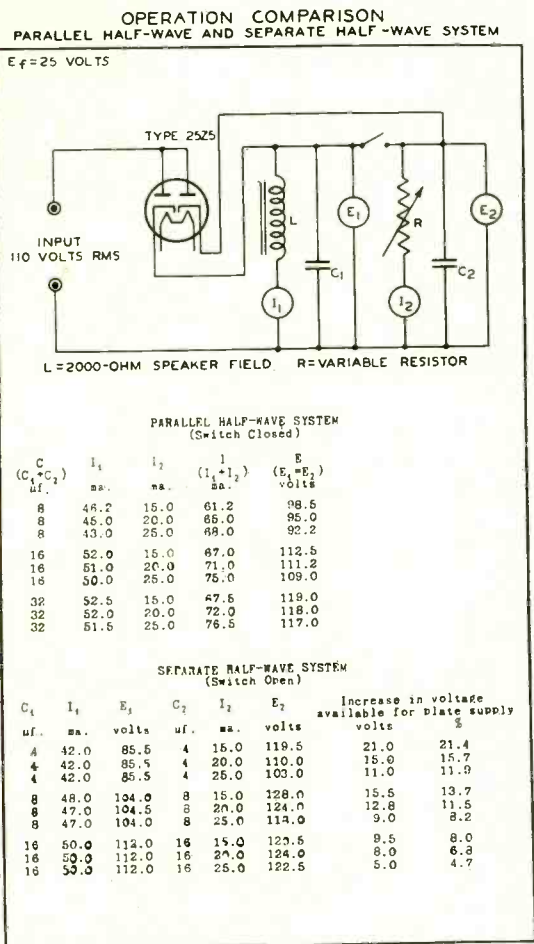 OPERATION COMPARISON
PARALLEL HALF-WAVE AND SEPARATE HALF-WAVE SYSTEM
Ef=25 VOLTS
TYPE 25Z5
INPUT
110 VOLTS RMS
L
I1
C1
E1
R
I2
C2
E2
L=2000-OHM SPEAKER FIELD R=VARIABLE RESISTOR
PARALLEL HALF-WAVE SYSTEM
(Switch Closed)
C I1 I2 I E
(C1+C2) (I1+I2) (E1=E2)
uf. ma. ma. ma. volts
8 46.2 15.0 61.2 98.5
8 45.0 20.0 65.0 95.0
8 43.0 25.0 68.0 92.2
16 52.0 15.0 67.0 112.5
16 51.0 20.0 71.0 111.2
16 50.0 25.0 75.0 109.0
32 52.5 15.0 67.5 119.0
32 52.0 20.0 72.0 118.0
32 51.5 25.0 76.5 117.0
SEPARATE HALF-WAVE SYSTEM
(Switch Open)
C1 I1 E1 C2 I2 E2 Increase in voltage
available for plate supply
uf. ma. volts uf. ma. volts volts %
4 42.0 85.5 4 15.0 119.5 21.0 21.4
4 42.0 85.5 4 20.0 110.0 15.0 15.7
4 42.0 85.5 4 25.0 103.0 11.0 11.9
8 48.0 104.0 8 15.0 128.0 15.5 13.7
8 47.0 104.5 8 20.0 124.0 12.8 11.5
8 47.0 104.0 8 25.0 9.0 8.2
16 50.0 112.0 16 15.0 9.5 8.0
16 50.0 112.0 16 20.0 124.0 8.0 6.8
16 50.0 112.0 16 25.0 122.5 5.0 4.7